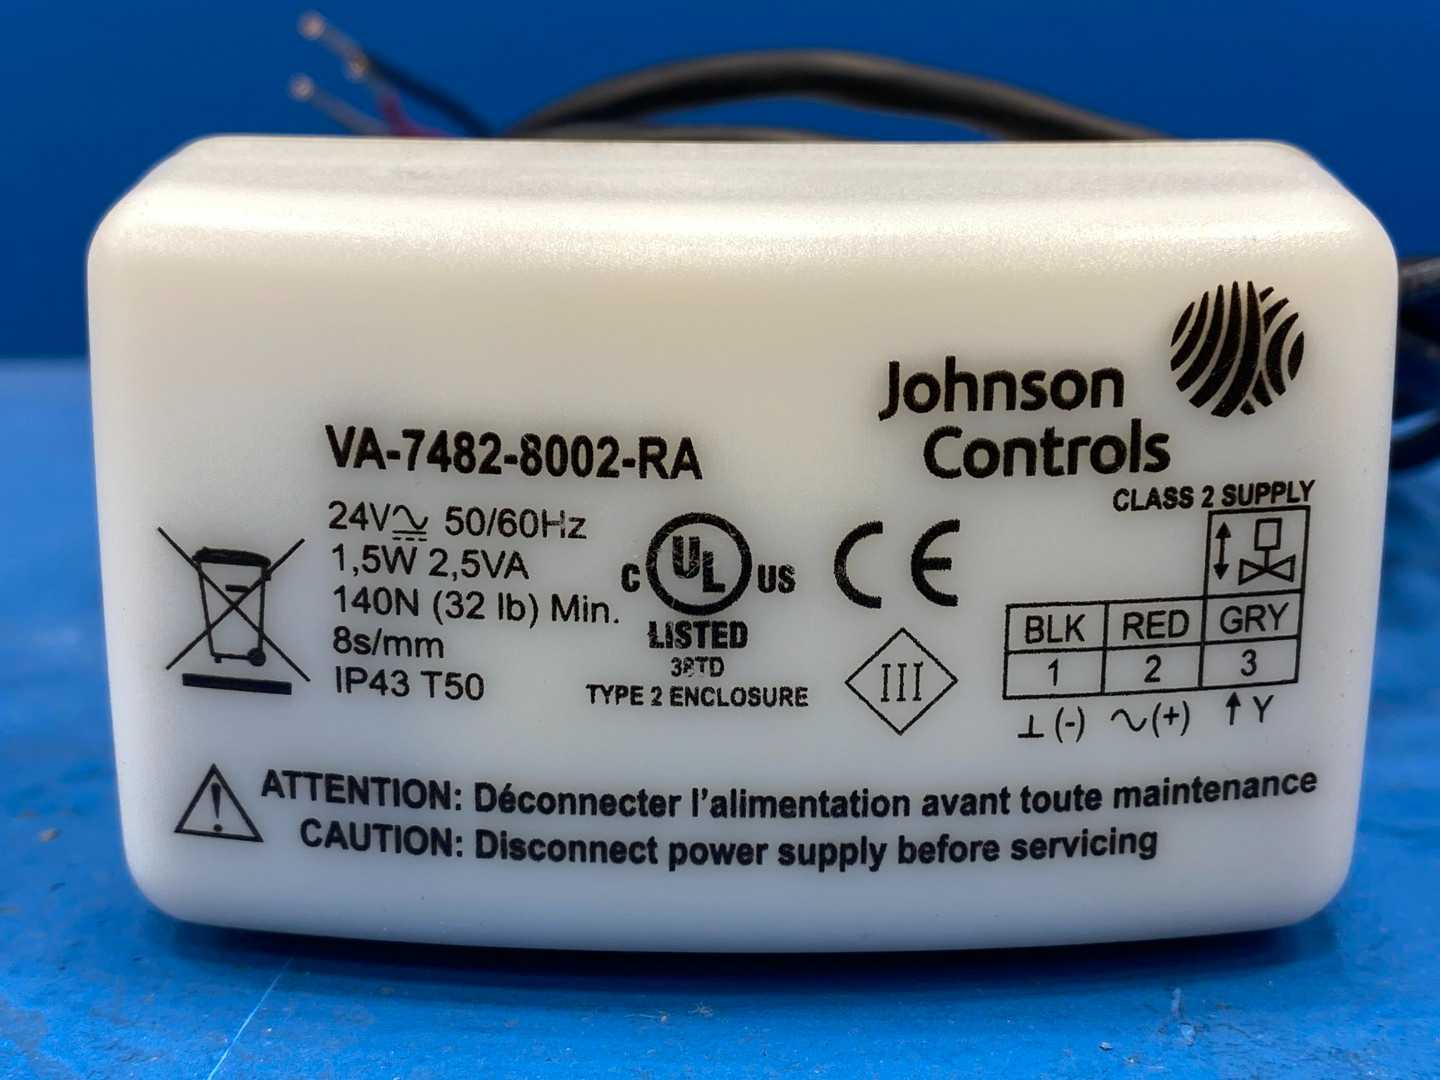 Johnson
Controls
VA-7482-8002-RA
CLASS 2 SUPPLY
24V 50/60Hz
1,5W 2,5VA
140N (32 lb) Min.
8s/mm
IP43 T50
C UL US
LISTED
38TD
TYPE 2 ENCLOSURE
CE
III
BLK RED GRY
1 2 3
⊥ (-) ∿(+) ↑ Y
ATTENTION: Déconnecter l'alimentation avant toute maintenance
CAUTION: Disconnect power supply before servicing